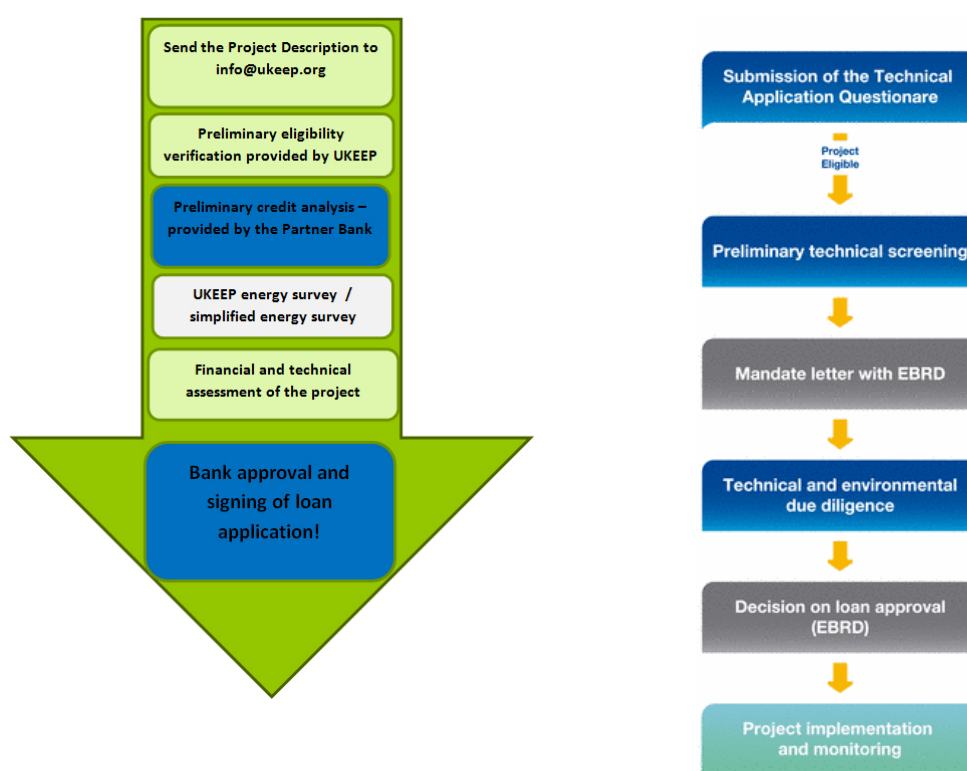 Send the Project Description to
info@ukeep.org
Preliminary eligibility
verification provided by UKEEP
Preliminary credit analysis –
provided by the Partner Bank
UKEEP energy survey /
simplified energy survey
Financial and technical
assessment of the project
Bank approval and
signing of loan
application!
Submission of the Technical
Application Questionare
Project
Eligible
Preliminary technical screening
Mandate letter with EBRD
Technical and environmental
due diligence
Decision on loan approval
(EBRD)
Project implementation
and monitoring